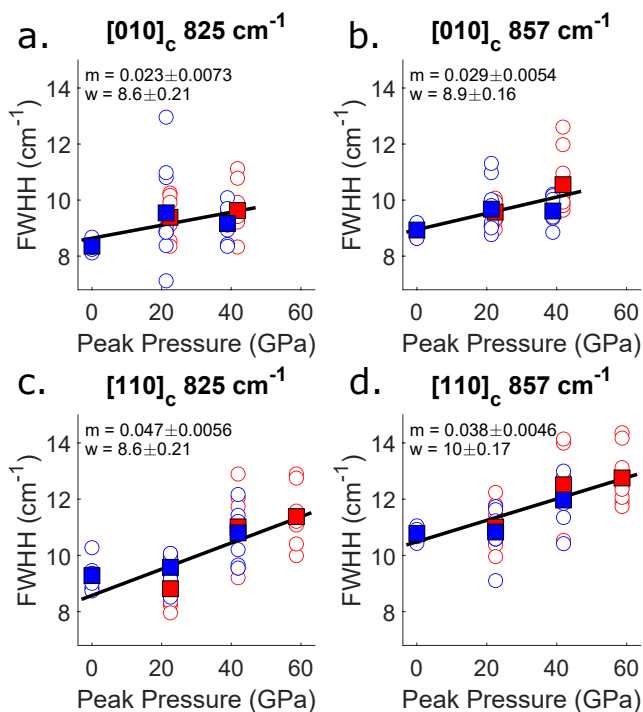 a.
[010]c 825 cm-1
m = 0.023±0.0073
w = 8.6±0.21
14
12
10
8
FWHH (cm-1)
0
20
40
60
Peak Pressure (GPa)
b.
[010]c 857 cm-1
m = 0.029±0.0054
w = 8.9±0.16
14
12
10
8
FWHH (cm-1)
0
20
40
60
Peak Pressure (GPa)
c.
[110]c 825 cm-1
m = 0.047±0.0056
w = 8.6±0.21
14
12
10
8
FWHH (cm-1)
0
20
40
60
Peak Pressure (GPa)
d.
[110]c 857 cm-1
m = 0.038±0.0046
w = 10±0.17
14
12
10
8
FWHH (cm-1)
0
20
40
60
Peak Pressure (GPa)